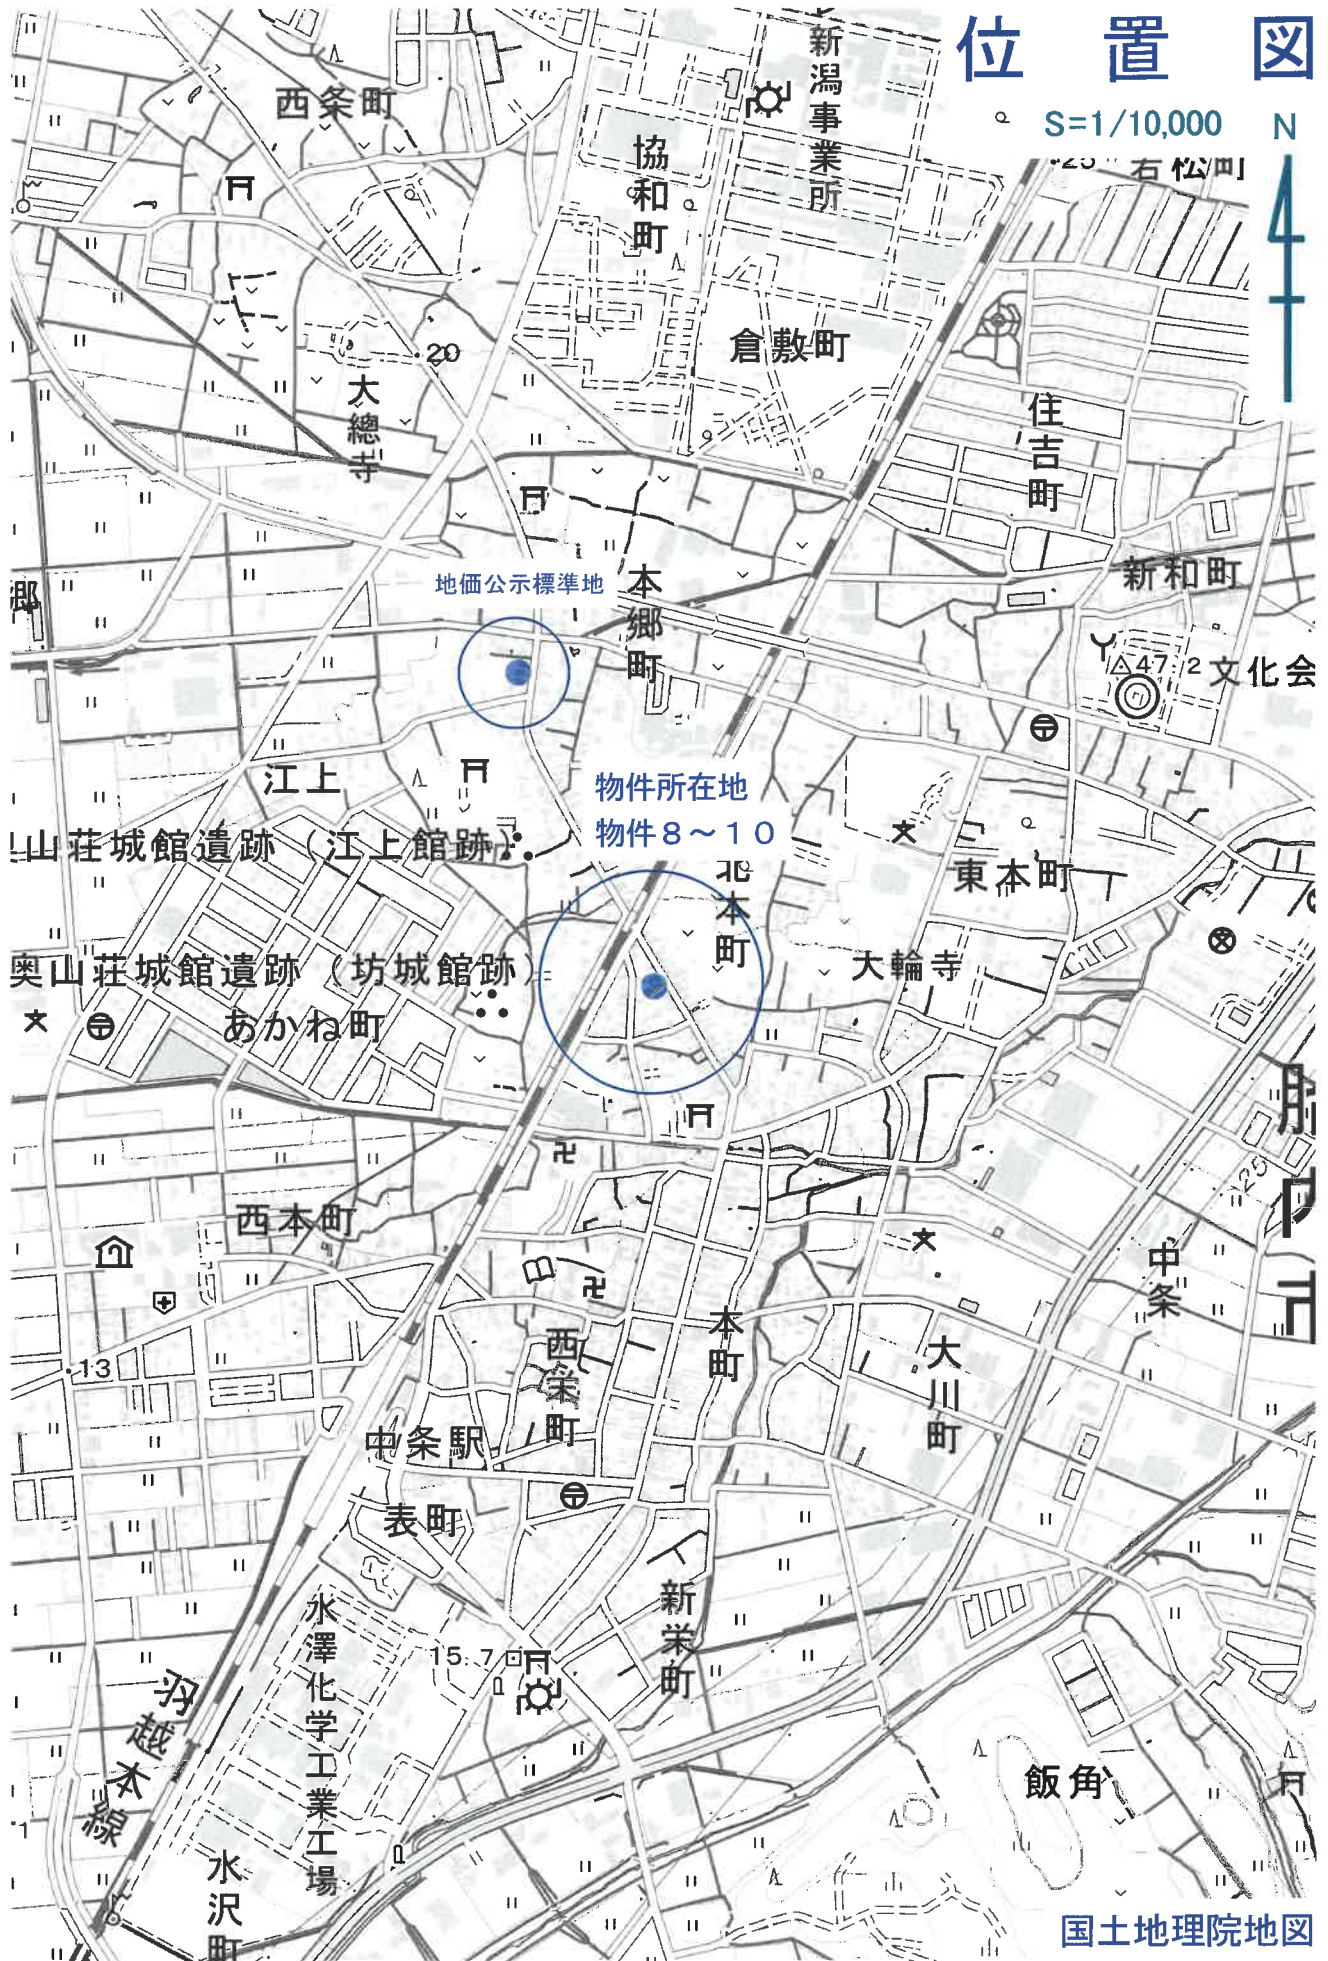 位置図
S=1/10,000
N
新潟事業所
西条町
協和町
25
若松町
倉敷町
20
大總寺
住吉町
地価公示標準地
本郷町
新和町
郷
47.2
文化会
江上
物件所在地
物件8~10
山荘城館遺跡(江上館跡)
北本町
東本町
奥山荘城館遺跡(坊城館跡)
大輪寺
あかね町
胎内市
25
西本町
中条
本町
西栄町
大川町
13
中条駅
表町
新栄町
水澤化学工業工場
15.7
羽越本線
飯角
水沢町
国土地理院地図